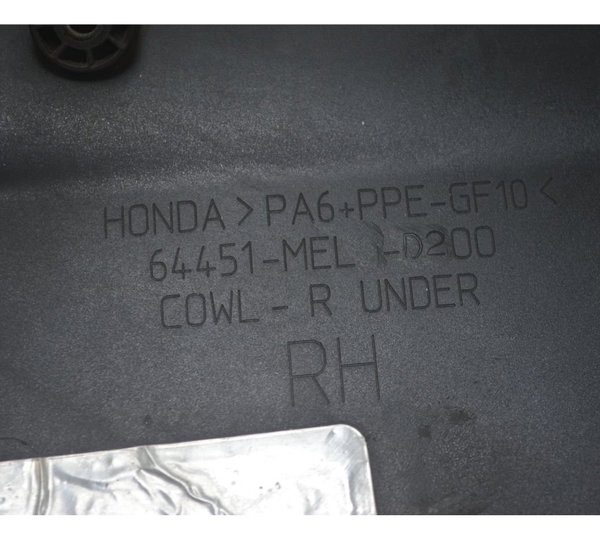 HONDA >PA6+PPE-GF10<
64451-MEL -D200
COWL - R UNDER
RH